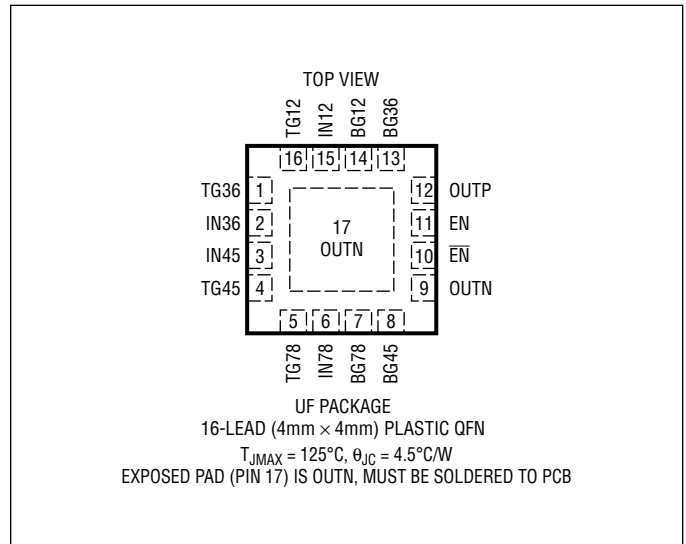 TOP VIEW
TG12
IN12
BG12
BG36
16
15
14
13
TG36 1
IN36 2
IN45 3
TG45 4
17
OUTN
12 OUTP
11 EN
10 E̅N̅
9 OUTN
5
6
7
8
TG78
IN78
BG78
BG45
UF PACKAGE
16-LEAD (4mm × 4mm) PLASTIC QFN
TJMAX = 125°C, θJC = 4.5°C/W
EXPOSED PAD (PIN 17) IS OUTN, MUST BE SOLDERED TO PCB